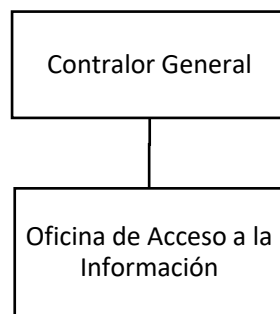 Contralor General
Oficina de Acceso a la
Información